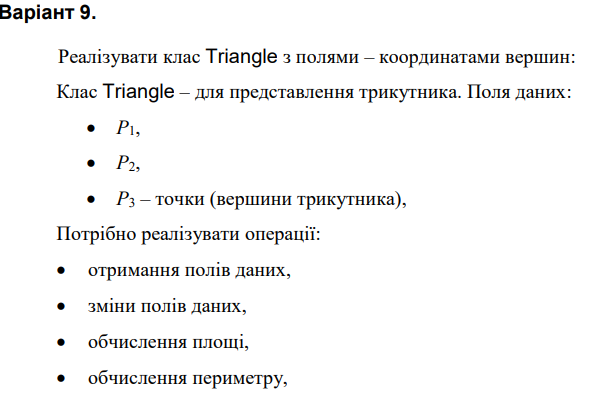 Варіант 9.
Реалізувати клас Triangle з полями – координатами вершин:
Клас Triangle – для представлення трикутника. Поля даних:
• P1,
• P2,
• P3 – точки (вершини трикутника),
Потрібно реалізувати операції:
• отримання полів даних,
• зміни полів даних,
• обчислення площі,
• обчислення периметру,